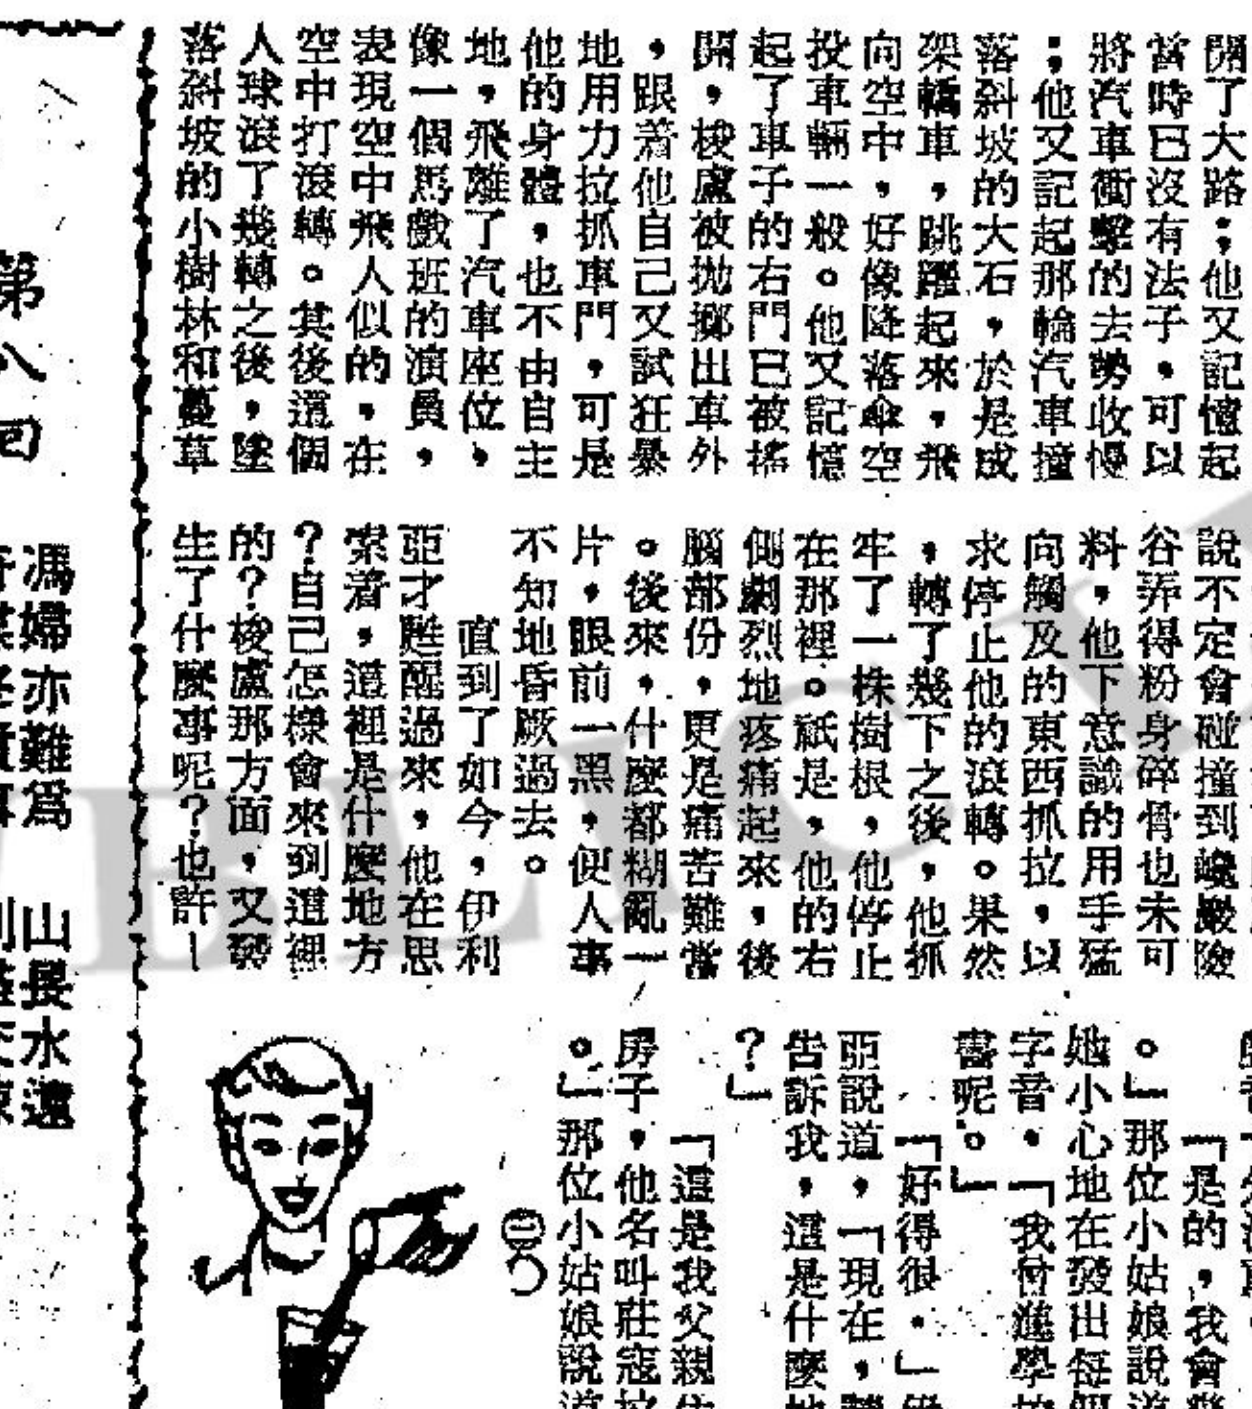 開了大路；他又記憶起
當時已沒有法子，可以
將汽車衝擊的去勢收慢
；他又記起那輪汽車撞
落斜坡的大石，於是成
架轎車，跳躍起來，飛
向空中，好像降落傘空
投車輛一般。他又記憶
起了車子的右門已被搖
開，梭盧被拋擲出車外
，跟着他自己又試狂暴
地用力拉抓車門，可是
他的身體，也不由自主
地，飛離了汽車座位，
像一個馬戲班的演員，
表現空中飛人似的，在
空中打滾轉。其後這個
人球滾了幾轉之後，墜
落斜坡的小樹林和蔓草
說不定會碰撞到巉巖險
谷弄得粉身碎骨也未可
料，他下意識的用手猛
向觸及的東西抓拉，以
求停止他的滾轉。果然
，轉了幾下之後，他抓
牢了一株樹根，他停止
在那裡。祇是，他的右
側劇烈地疼痛起來，後
腦部份，更是痛苦難當
。後來，什麼都糊亂一
片，眼前一黑，便人事
不知地昏厥過去。
直到了如今，伊利
亞才甦醒過來，他在思
索着，這裡是什麼地方
？自己怎樣會來到這裡
的？梭盧那方面，又發
生了什麼事呢？也許—
「是的，我會
。」那位小姑娘說道
她小心地在發出每個
字音。「我曾進學校
書呢。」
「好得很。」伊
亞說道，「現在，請
告訴我，這是什麼地
？」
「這是我父親住
房子，他名叫莊寇拉
。」那位小姑娘說道
㊂
第八回
馮婦亦難爲 山長水遠